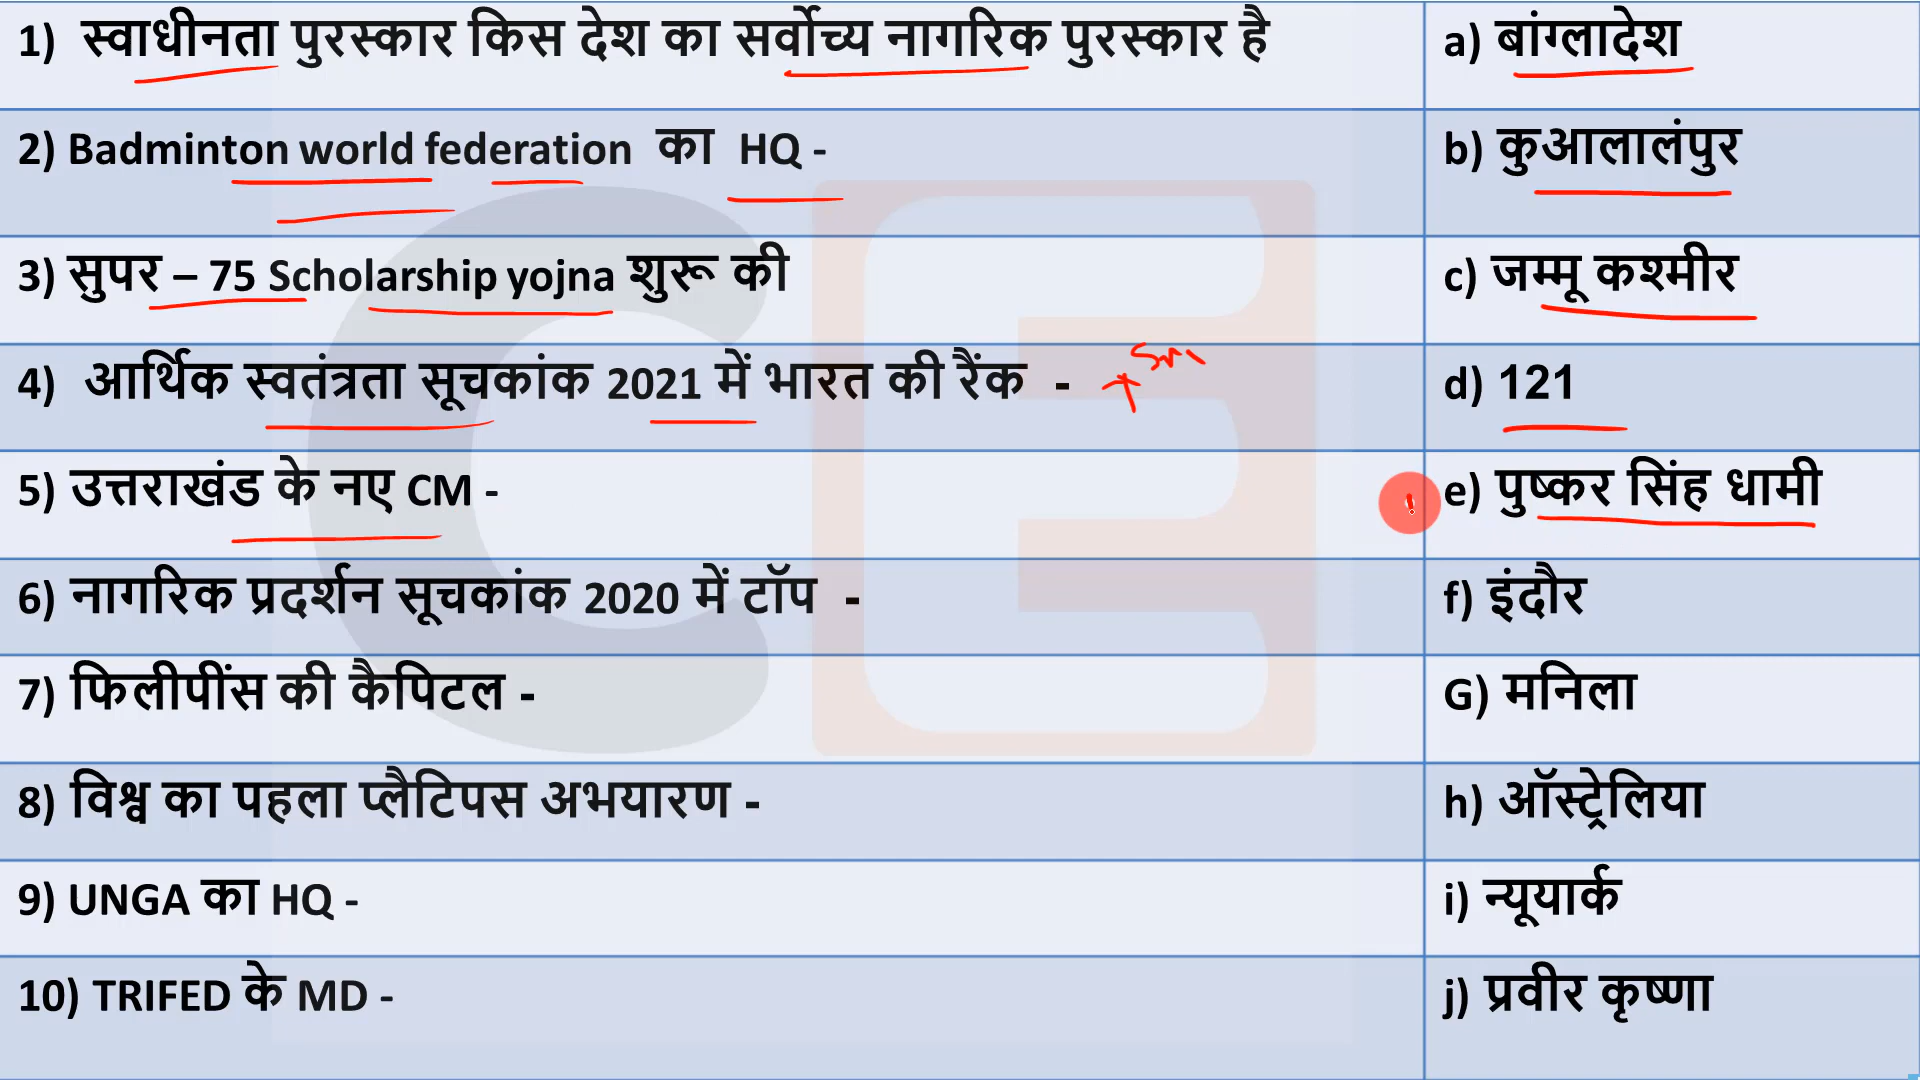 1) स्वाधीनता पुरस्कार किस देश का सर्वोच्य नागरिक पुरस्कार है a) बांग्लादेश
2) Badminton world federation का HQ - b) कुआलालंपुर
3) सुपर – 75 Scholarship yojna शुरू की c) जम्मू कश्मीर
4) आर्थिक स्वतंत्रता सूचकांक 2021 में भारत की रैंक - d) 121
5) उत्तराखंड के नए CM - e) पुष्कर सिंह धामी
6) नागरिक प्रदर्शन सूचकांक 2020 में टॉप - f) इंदौर
7) फिलीपींस की कैपिटल - G) मनिला
8) विश्व का पहला प्लैटिपस अभयारण - h) ऑस्ट्रेलिया
9) UNGA का HQ - i) न्यूयार्क
10) TRIFED के MD - j) प्रवीर कृष्णा